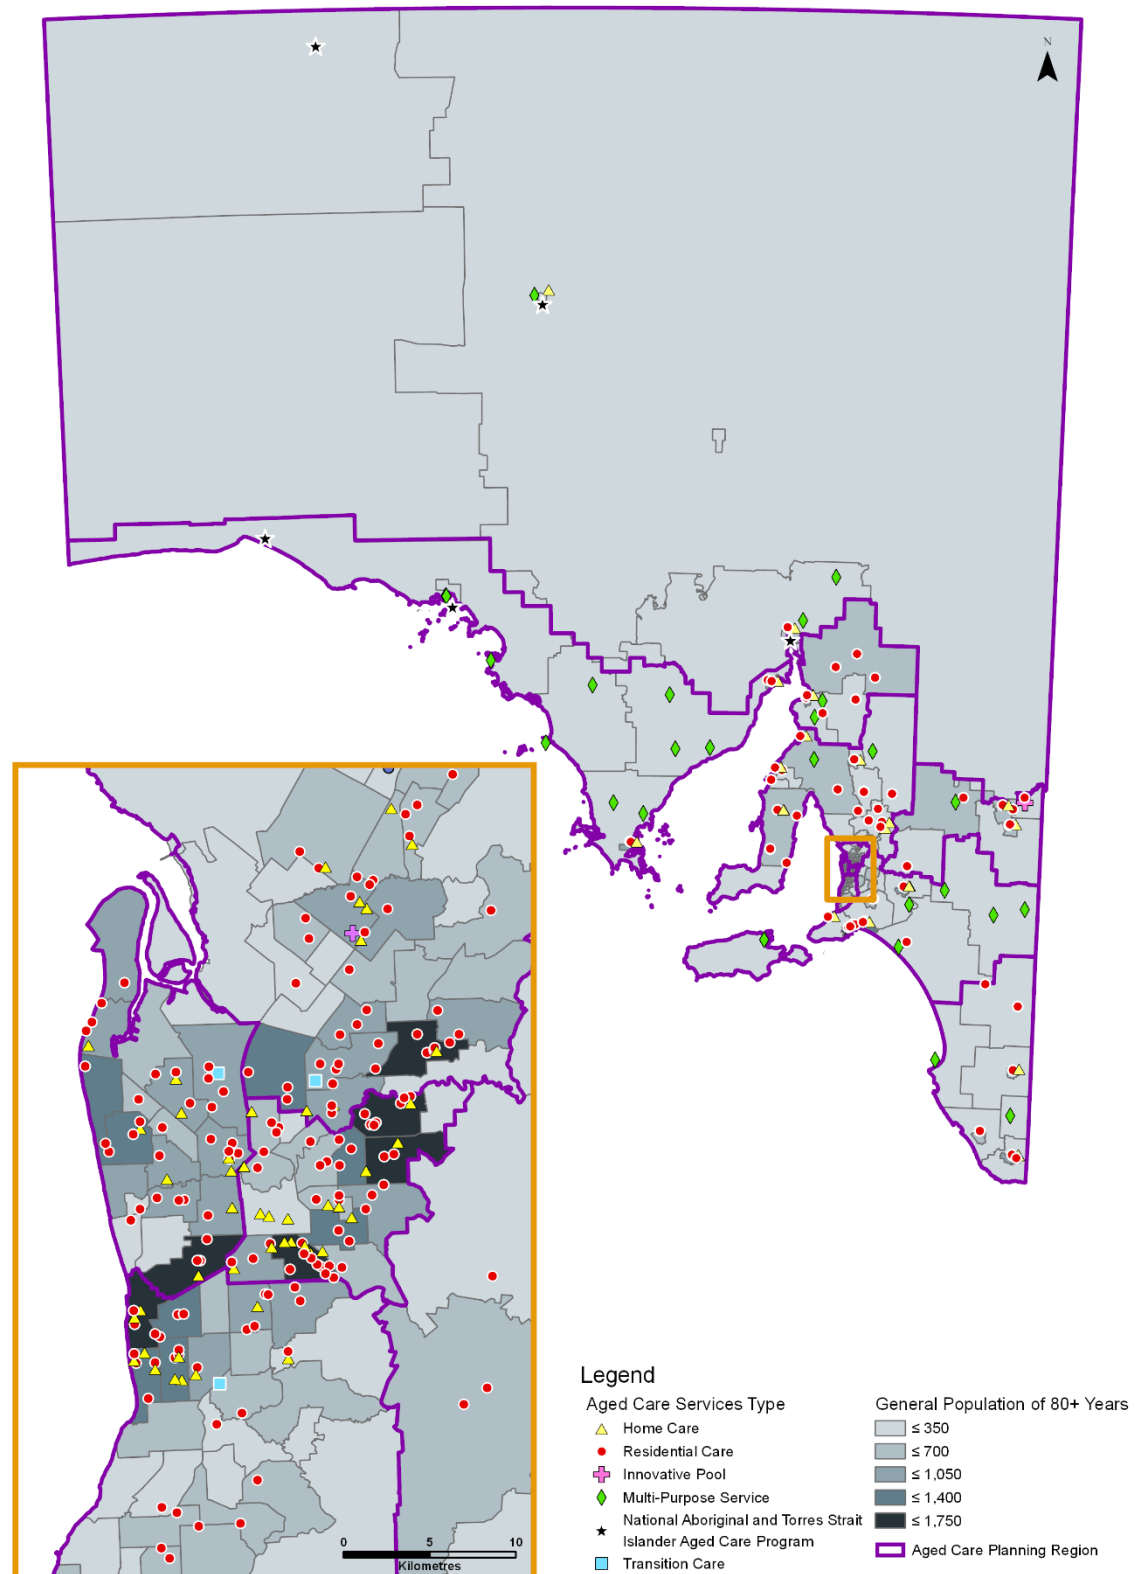 N
0 5 10
Kilometres
Legend
Aged Care Services Type
Home Care
Residential Care
Innovative Pool
Multi-Purpose Service
National Aboriginal and Torres Strait
Islander Aged Care Program
Transition Care
General Population of 80+ Years
≤ 350
≤ 700
≤ 1,050
≤ 1,400
≤ 1,750
Aged Care Planning Region